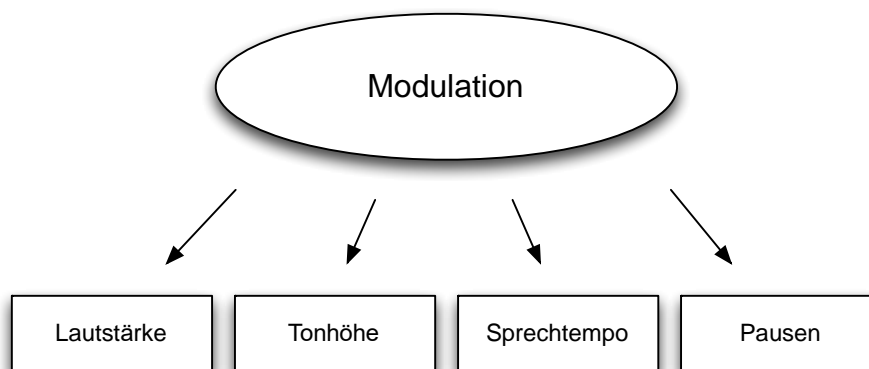 Modulation
Lautstärke
Tonhöhe
Sprechtempo
Pausen